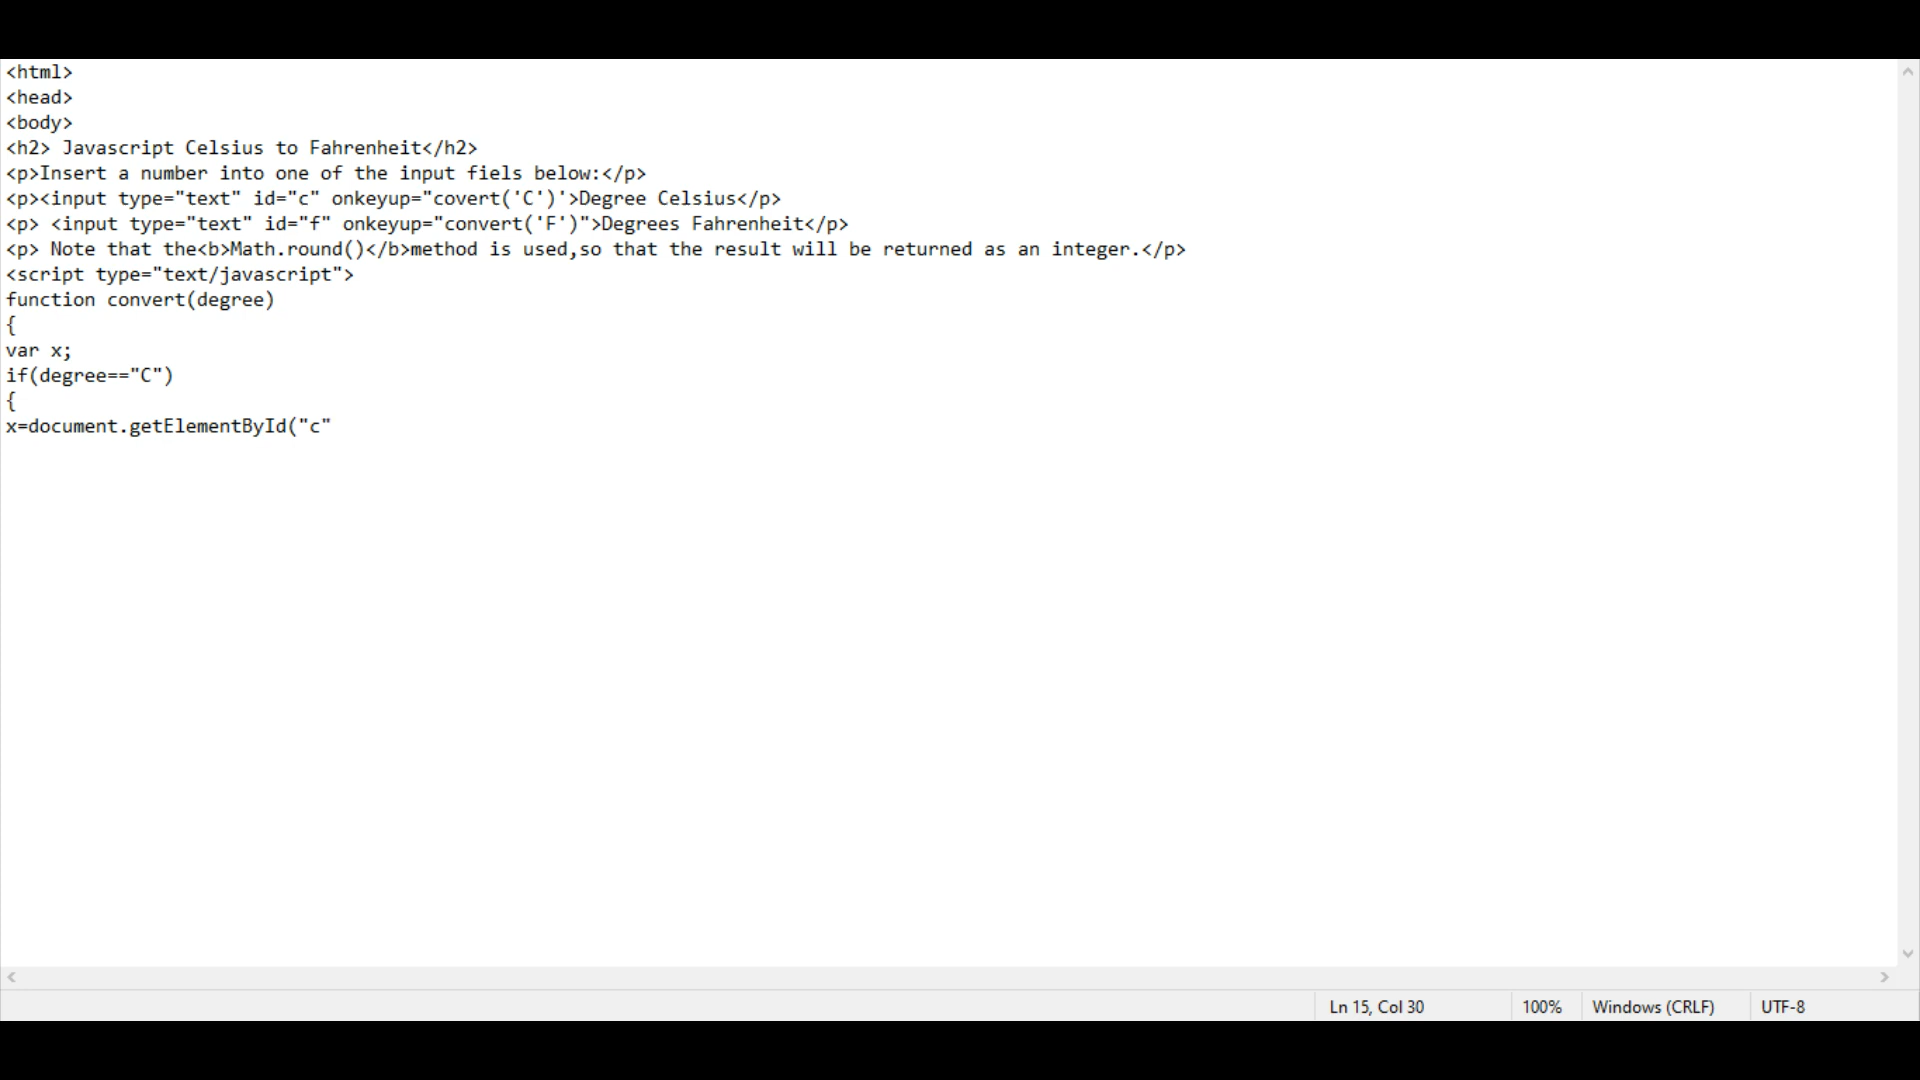 <html>
<head>
<body>
<h2> Javascript Celsius to Fahrenheit</h2>
<p>Insert a number into one of the input fiels below:</p>
<p><input type="text" id="c" onkeyup="covert('C')'>Degree Celsius</p>
<p> <input type="text" id="f" onkeyup="convert('F')">Degrees Fahrenheit</p>
<p> Note that the<b>Math.round()</b>method is used,so that the result will be returned as an integer.</p>
<script type="text/javascript">
function convert(degree)
{
var x;
if(degree=="C")
{
x=document.getElementById("c"
Ln 15, Col 30 100% Windows (CRLF) UTF-8